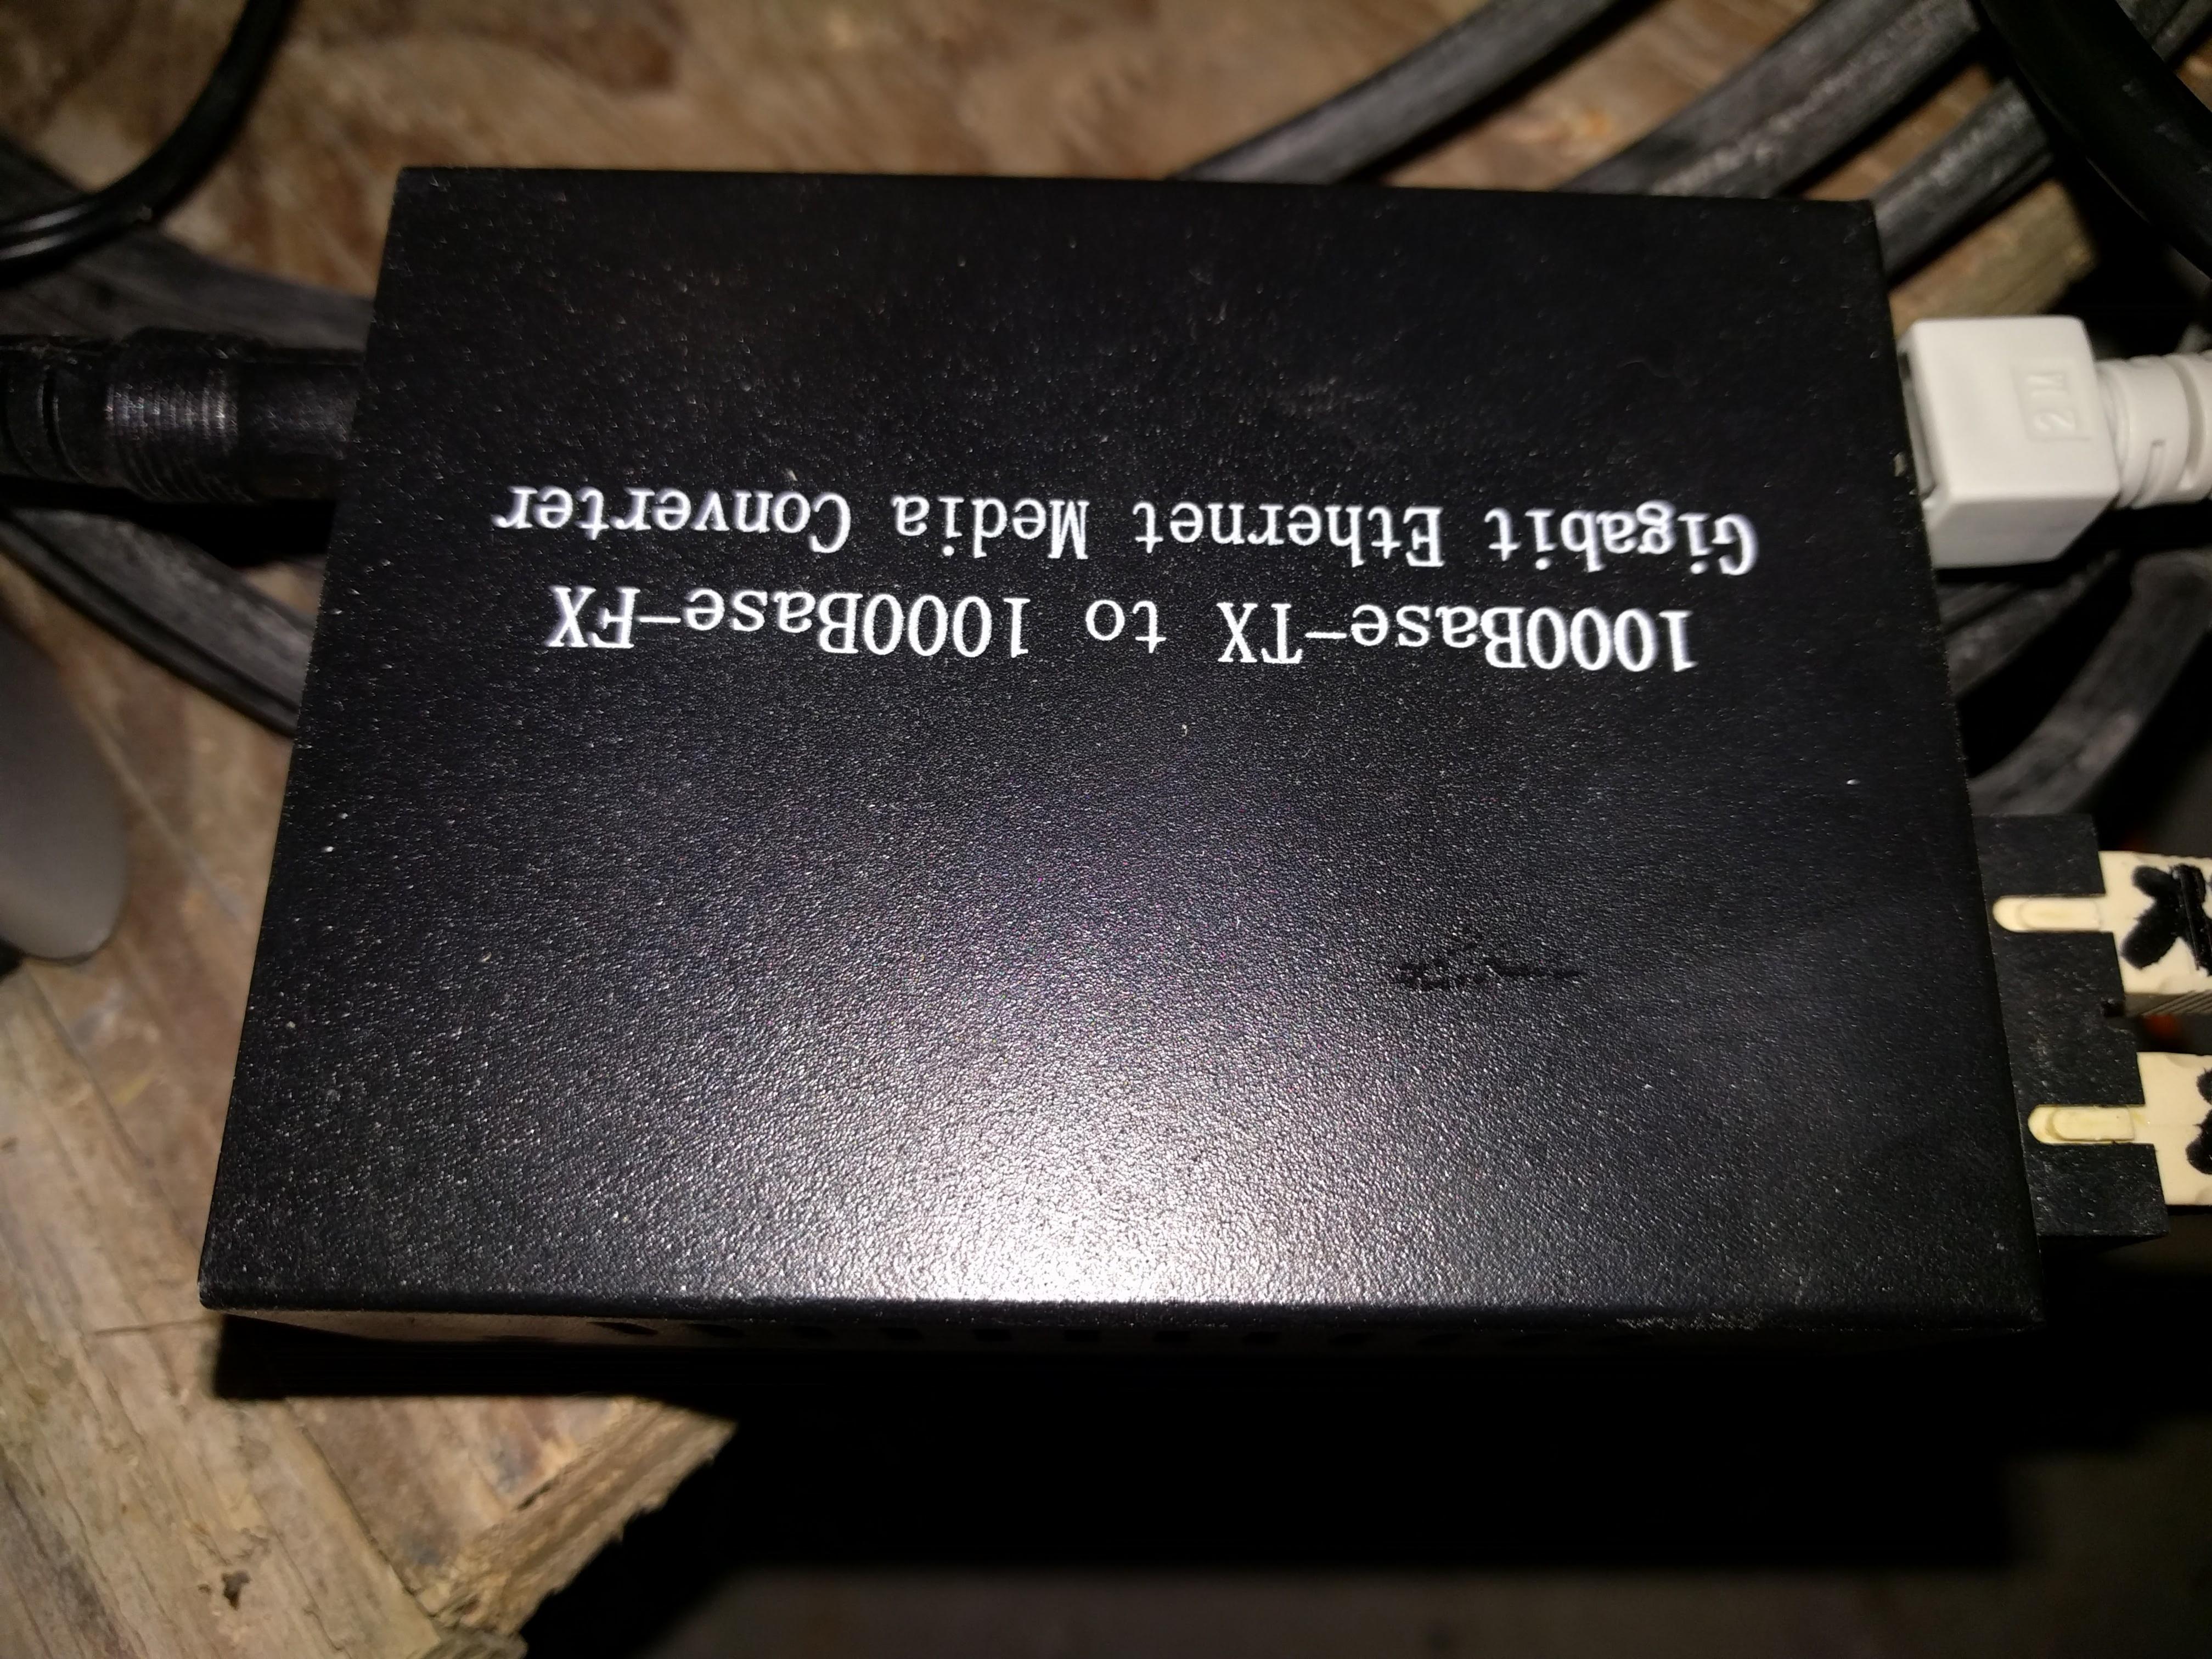 1000Base-TX to 1000Base-FX
Gigabit Ethernet Media Converter